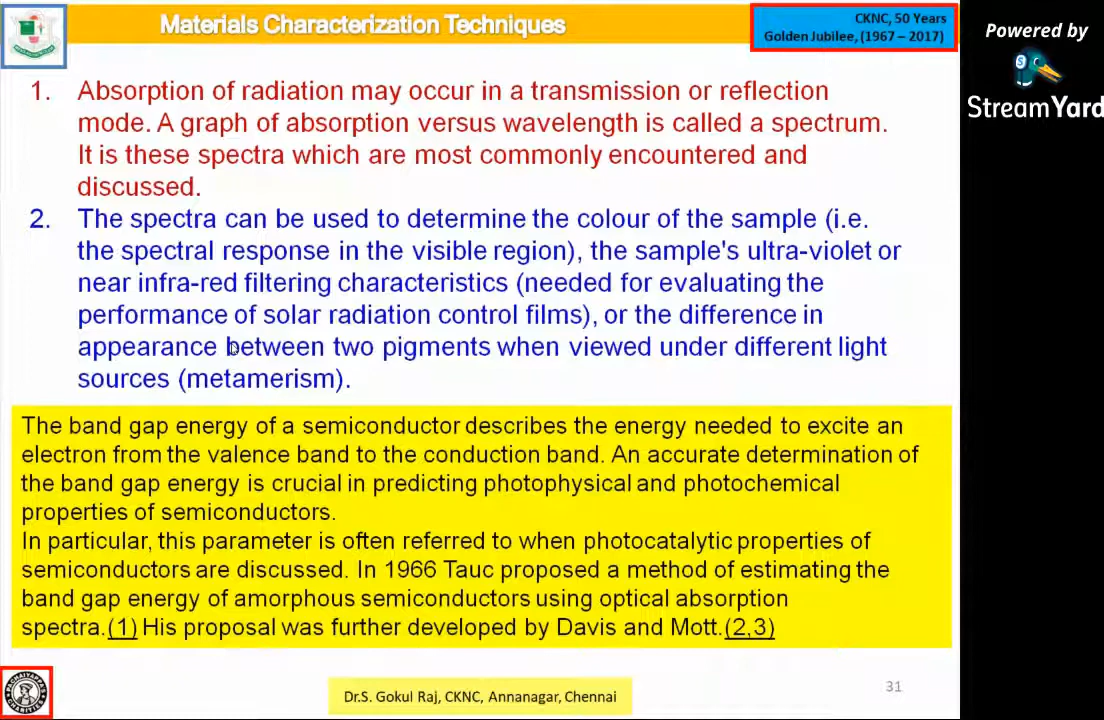 Materials Characterization Techniques
CKNC, 50 Years
Golden Jubilee, (1967 – 2017)
Powered by
StreamYard
1. Absorption of radiation may occur in a transmission or reflection
mode. A graph of absorption versus wavelength is called a spectrum.
It is these spectra which are most commonly encountered and
discussed.
2. The spectra can be used to determine the colour of the sample (i.e.
the spectral response in the visible region), the sample's ultra-violet or
near infra-red filtering characteristics (needed for evaluating the
performance of solar radiation control films), or the difference in
appearance between two pigments when viewed under different light
sources (metamerism).
The band gap energy of a semiconductor describes the energy needed to excite an
electron from the valence band to the conduction band. An accurate determination of
the band gap energy is crucial in predicting photophysical and photochemical
properties of semiconductors.
In particular, this parameter is often referred to when photocatalytic properties of
semiconductors are discussed. In 1966 Tauc proposed a method of estimating the
band gap energy of amorphous semiconductors using optical absorption
spectra.(1) His proposal was further developed by Davis and Mott.(2,3)
Dr.S. Gokul Raj, CKNC, Annanagar, Chennai
31